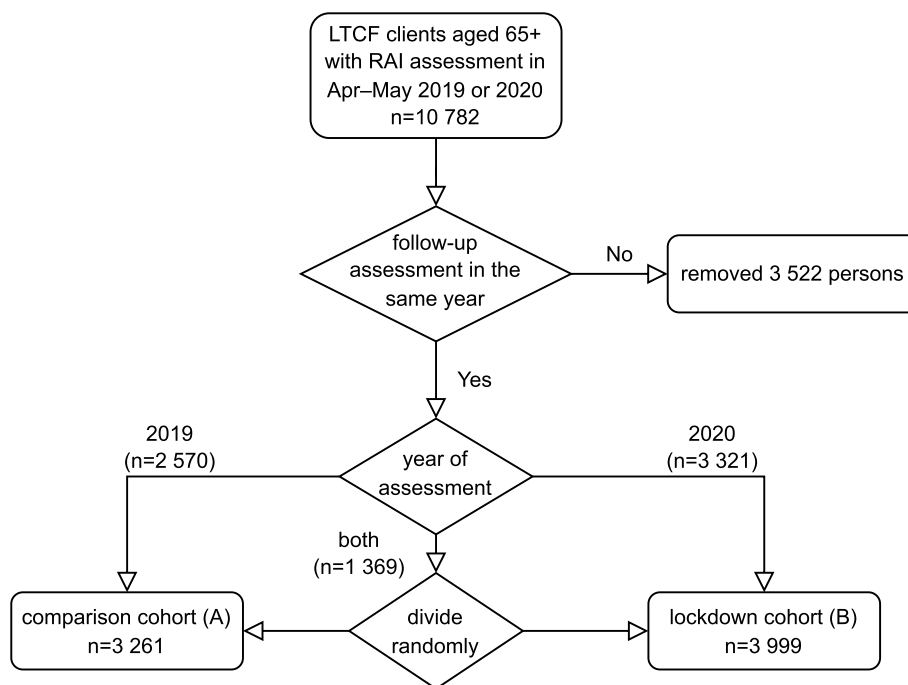 LTCF clients aged 65+
with RAI assessment in
Apr–May 2019 or 2020
n=10 782
follow-up
assessment in the
same year
No
removed 3 522 persons
Yes
2019
(n=2 570)
year of
assessment
2020
(n=3 321)
both
(n=1 369)
comparison cohort (A)
n=3 261
divide
randomly
lockdown cohort (B)
n=3 999